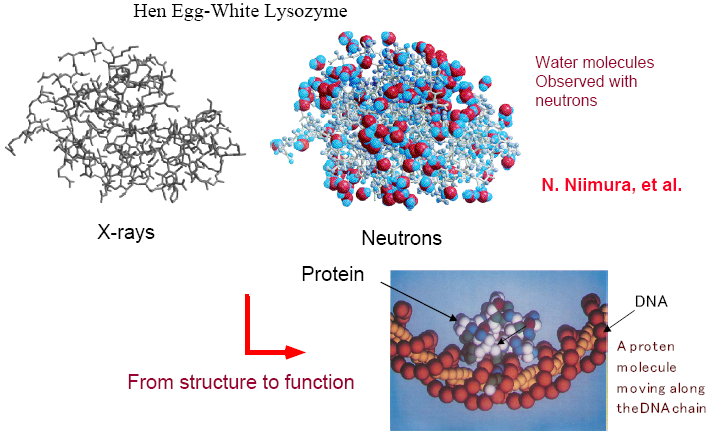 Hen Egg-White Lysozyme
Water molecules
Observed with
neutrons
N. Niimura, et al.
X-rays
Neutrons
Protein
DNA
A proten
molecule
moving along
theDNA chain
From structure to function